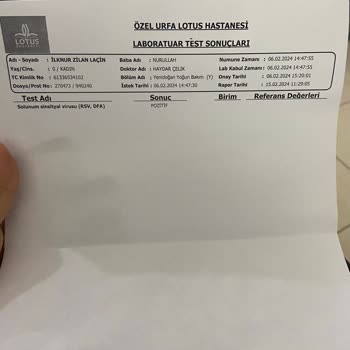 LOTUS
ÖZEL URFA LOTUS HASTANESİ
LABORATUAR TEST SONUÇLARI
Adı - Soyadı : İLKNUR ZİLAN LAÇİN
Yaş/Cins. : 0 / KADIN
TC Kimlik No : 61336534102
Dosya/Prot No : 270473 / 940240
Baba Adı : NURULLAH
Doktor Adı : HAYDAR ÇELİK
Bölüm Adı : Yenidoğan Yoğun Bakım (Y)
İstek Tarihi : 06.02.2024 14:47:30
Numune Zamanı : 06.02.2024 14:47:55
Lab Kabul Zamanı : 06.02.2024 14:47:55
Onay Tarihi : 06.02.2024 15:20:01
Rapor Tarihi : 15.02.2024 11:29:05
Test Adı Sonuç Birim Referans Değerleri
Solunum sinsityal virusu (RSV, DFA) POZİTİF